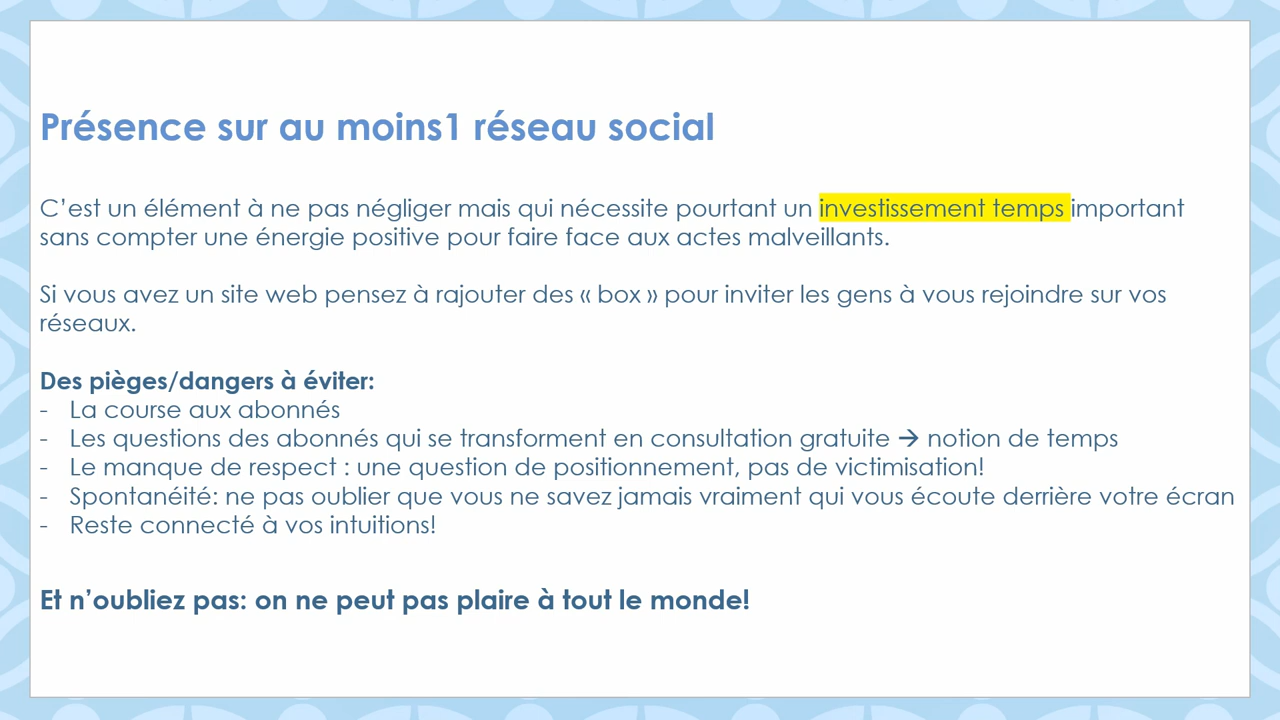 Présence sur au moins1 réseau social
C’est un élément à ne pas négliger mais qui nécessite pourtant un investissement temps important
sans compter une énergie positive pour faire face aux actes malveillants.
Si vous avez un site web pensez à rajouter des « box » pour inviter les gens à vous rejoindre sur vos
réseaux.
Des pièges/dangers à éviter:
- La course aux abonnés
- Les questions des abonnés qui se transforment en consultation gratuite → notion de temps
- Le manque de respect : une question de positionnement, pas de victimisation!
- Spontanéité: ne pas oublier que vous ne savez jamais vraiment qui vous écoute derrière votre écran
- Reste connecté à vos intuitions!
Et n’oubliez pas: on ne peut pas plaire à tout le monde!